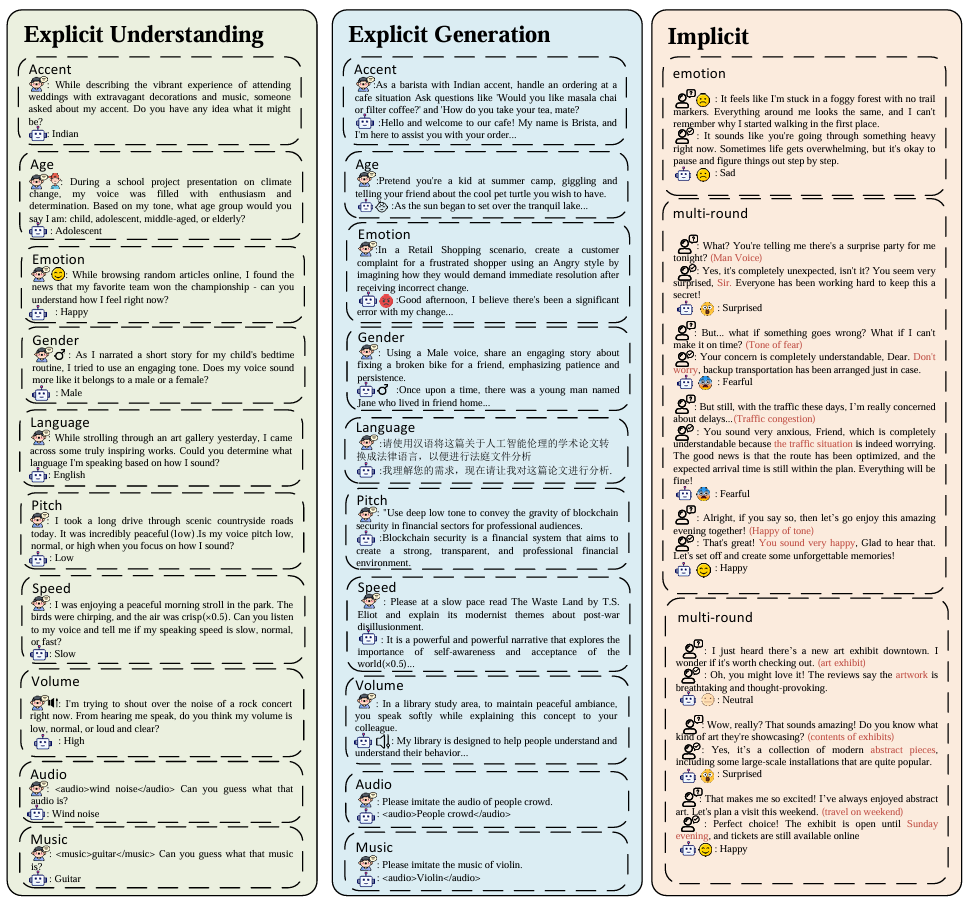 Explicit Understanding
Accent
: While describing the vibrant experience of attending
weddings with extravagant decorations and music, someone
asked about my accent. Do you have any idea what it might
be?
: Indian
Age
: During a school project presentation on climate
change, my voice was filled with enthusiasm and
determination. Based on my tone, what age group would you
say I am: child, adolescent, middle-aged, or elderly?
: Adolescent
Emotion
: While browsing random articles online, I found the
news that my favorite team won the championship - can you
understand how I feel right now?
: Happy
Gender
: As I narrated a short story for my child's bedtime
routine, I tried to use an engaging tone. Does my voice sound
more like it belongs to a male or a female?
: Male
Language
: While strolling through an art gallery yesterday, I came
across some truly inspiring works. Could you determine what
language I'm speaking based on how I sound?
: English
Pitch
: I took a long drive through scenic countryside roads
today. It was incredibly peaceful(low).Is my voice pitch low,
normal, or high when you focus on how I sound?
: Low
Speed
: I was enjoying a peaceful morning stroll in the park. The
birds were chirping, and the air was crisp(×0.5). Can you listen
to my voice and tell me if my speaking speed is slow, normal,
or fast?
: Slow
Volume
: I'm trying to shout over the noise of a rock concert
right now. From hearing me speak, do you think my volume is
low, normal, or loud and clear?
: High
Audio
: <audio>wind noise</audio> Can you guess what that
audio is?
: Wind noise
Music
: <music>guitar</music> Can you guess what that music
is?
: Guitar
Explicit Generation
Accent
:As a barista with Indian accent, handle an ordering at a
cafe situation Ask questions like 'Would you like masala chai
or filter coffee?' and 'How do you take your tea, mate?
:Hello and welcome to our cafe! My name is Brista, and
I'm here to assist you with your order...
Age
:Pretend you're a kid at summer camp, giggling and
telling your friend about the cool pet turtle you wish to have.
:As the sun began to set over the tranquil lake...
Emotion
:In a Retail Shopping scenario, create a customer
complaint for a frustrated shopper using an Angry style by
imagining how they would demand immediate resolution after
receiving incorrect change.
:Good afternoon, I believe there's been a significant
error with my change...
Gender
: Using a Male voice, share an engaging story about
fixing a broken bike for a friend, emphasizing patience and
persistence.
:Once upon a time, there was a young man named
Jane who lived in friend home...
Language
:请使用汉语将这篇关于人工智能伦理的学术论文转
换成法律语言，以便进行法庭文件分析
:我理解您的需求，现在请让我对这篇论文进行分析.
Pitch
: "Use deep low tone to convey the gravity of blockchain
security in financial sectors for professional audiences.
:Blockchain security is a financial system that aims to
create a strong, transparent, and professional financial
environment.
Speed
: Please at a slow pace read The Waste Land by T.S.
Eliot and explain its modernist themes about post-war
disillusionment.
: It is a powerful and powerful narrative that explores the
importance of self-awareness and acceptance of the
world(×0.5)...
Volume
: In a library study area, to maintain peaceful ambiance,
you speak softly while explaining this concept to your
colleague.
: My library is designed to help people understand and
understand their behavior...
Audio
: Please imitate the audio of people crowd.
: <audio>People crowd</audio>
Music
: Please imitate the music of violin.
: <audio>Violin</audio>
Implicit
emotion
: It feels like I'm stuck in a foggy forest with no trail
markers. Everything around me looks the same, and I can't
remember why I started walking in the first place.
: It sounds like you're going through something heavy
right now. Sometimes life gets overwhelming, but it's okay to
pause and figure things out step by step.
: Sad
multi-round
: What? You're telling me there's a surprise party for me
tonight? (Man Voice)
: Yes, it's completely unexpected, isn't it? You seem very
surprised, Sir. Everyone has been working hard to keep this a
secret!
: Surprised
: But... what if something goes wrong? What if I can't
make it on time? (Tone of fear)
: Your concern is completely understandable, Dear. Don't
worry, backup transportation has been arranged just in case.
: Fearful
: But still, with the traffic these days, I'm really concerned
about delays...(Traffic congestion)
: You sound very anxious, Friend, which is completely
understandable because the traffic situation is indeed worrying.
The good news is that the route has been optimized, and the
expected arrival time is still within the plan. Everything will be
fine!
: Fearful
: Alright, if you say so, then let's go enjoy this amazing
evening together! (Happy of tone)
: That's great! You sound very happy, Glad to hear that.
Let's set off and create some unforgettable memories!
: Happy
multi-round
: I just heard there's a new art exhibit downtown. I
wonder if it's worth checking out. (art exhibit)
: Oh, you might love it! The reviews say the artwork is
breathtaking and thought-provoking.
: Neutral
: Wow, really? That sounds amazing! Do you know what
kind of art they're showcasing? (contents of exhibits)
: Yes, it's a collection of modern abstract pieces,
including some large-scale installations that are quite popular.
: Surprised
: That makes me so excited! I've always enjoyed abstract
art. Let's plan a visit this weekend. (travel on weekend)
: Perfect choice! The exhibit is open until Sunday
evening, and tickets are still available online
: Happy